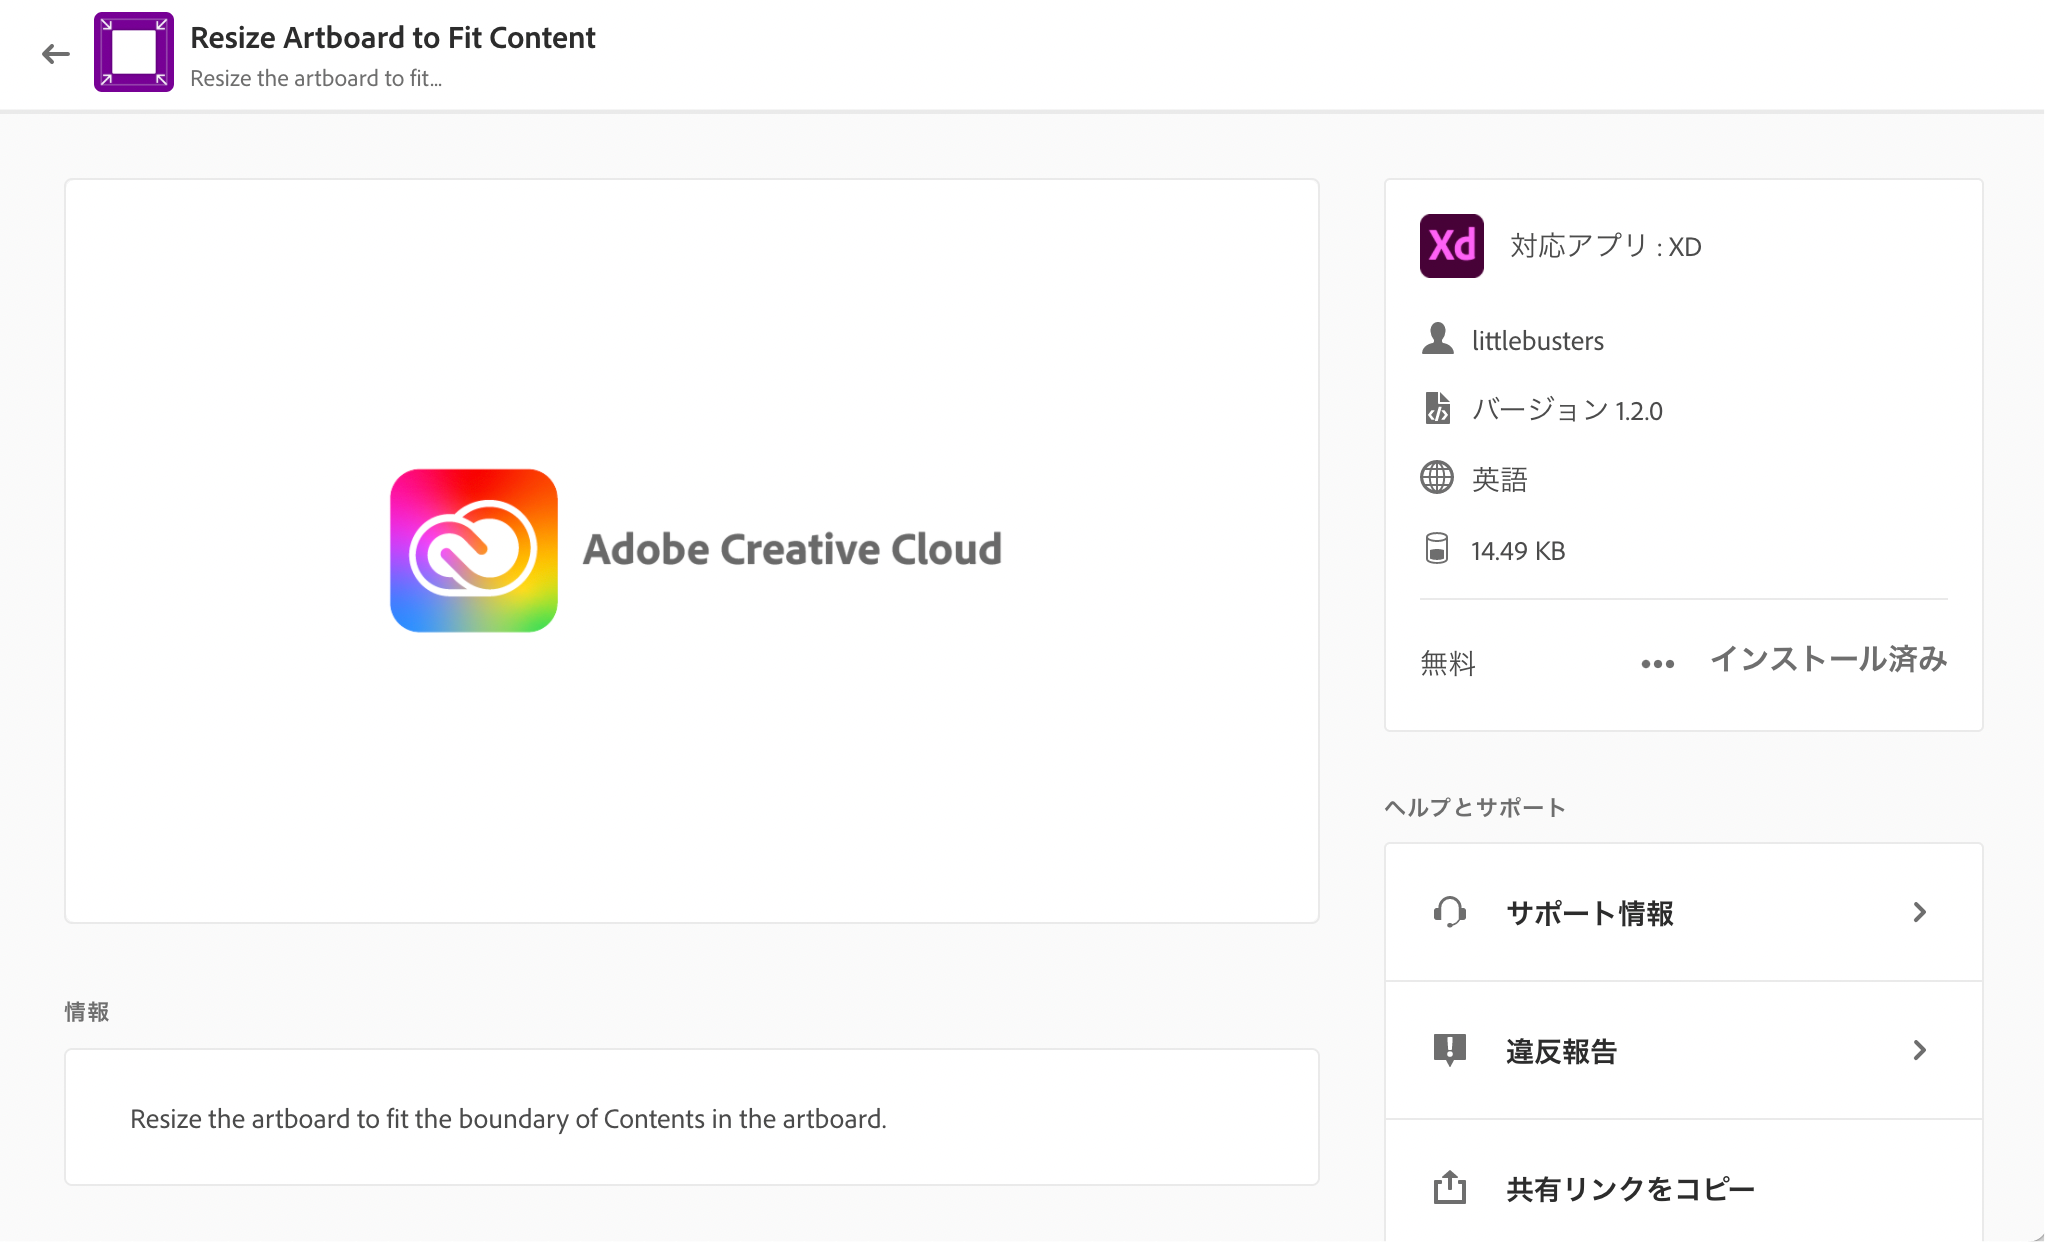 Resize Artboard to Fit Content
Resize the artboard to fit...
Adobe Creative Cloud
情報
Resize the artboard to fit the boundary of Contents in the artboard.
Xd
対応アプリ : XD
littlebusters
バージョン 1.2.0
英語
14.49 KB
無料
インストール済み
ヘルプとサポート
サポート情報
違反報告
共有リンクをコピー